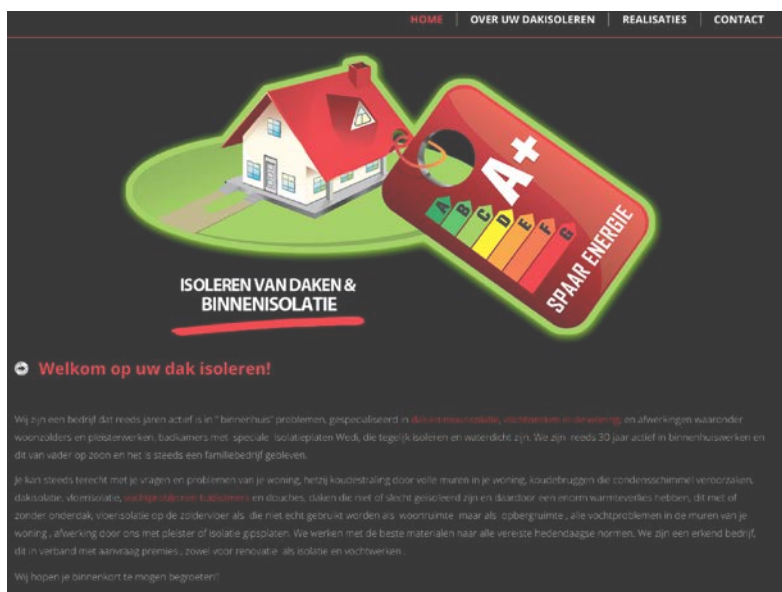 HOME OVER UW DAKISOLEREN REALISATIES CONTACT
A+
A B C D E F G
SPAAR ENERGIE
ISOLEREN VAN DAKEN &
BINNENISOLATIE
Welkom op uw dak isoleren!
Wij zijn een bedrijf dat reeds jaren actief is in " binnenhuis" problemen, gespecialiseerd in en afwerkingen waaronder
woonzolders en pleisterwerken, badkamers met speciale Isolatieplaten Wedi, die tegelijk isoleren en waterdicht zijn. We zijn reeds 30 jaar actief in binnenhuiswerken en
dit van vader op zoon en het is steeds een familiebedrijf gebleven.
Je kan steeds terecht met je vragen en problemen van je woning, hetzij koudestraling door volle muren in je woning, koudebruggen die condensschimmel veroorzaken,
dakisolatie, vloerisolatie, vochtproblemen badkamers en douches, daken die niet of slecht geïsoleerd zijn en daardoor een enorm warmteverlies hebben, dit met of
zonder onderdak, vloerisolatie op de zoldervloer als die niet echt gebruikt worden als woonruimte maar als opbergruimte , alle vochtproblemen in de muren van je
woning , afwerking door ons met pleister of isolatie gipsplaten. We werken met de beste materialen naar alle vereiste hedendaagse normen. We zijn een erkend bedrijf,
dit in verband met aanvraag premies , zowel voor renovatie als isolatie en vochtwerken .
Wij hopen je binnenkort te mogen begroeten!!